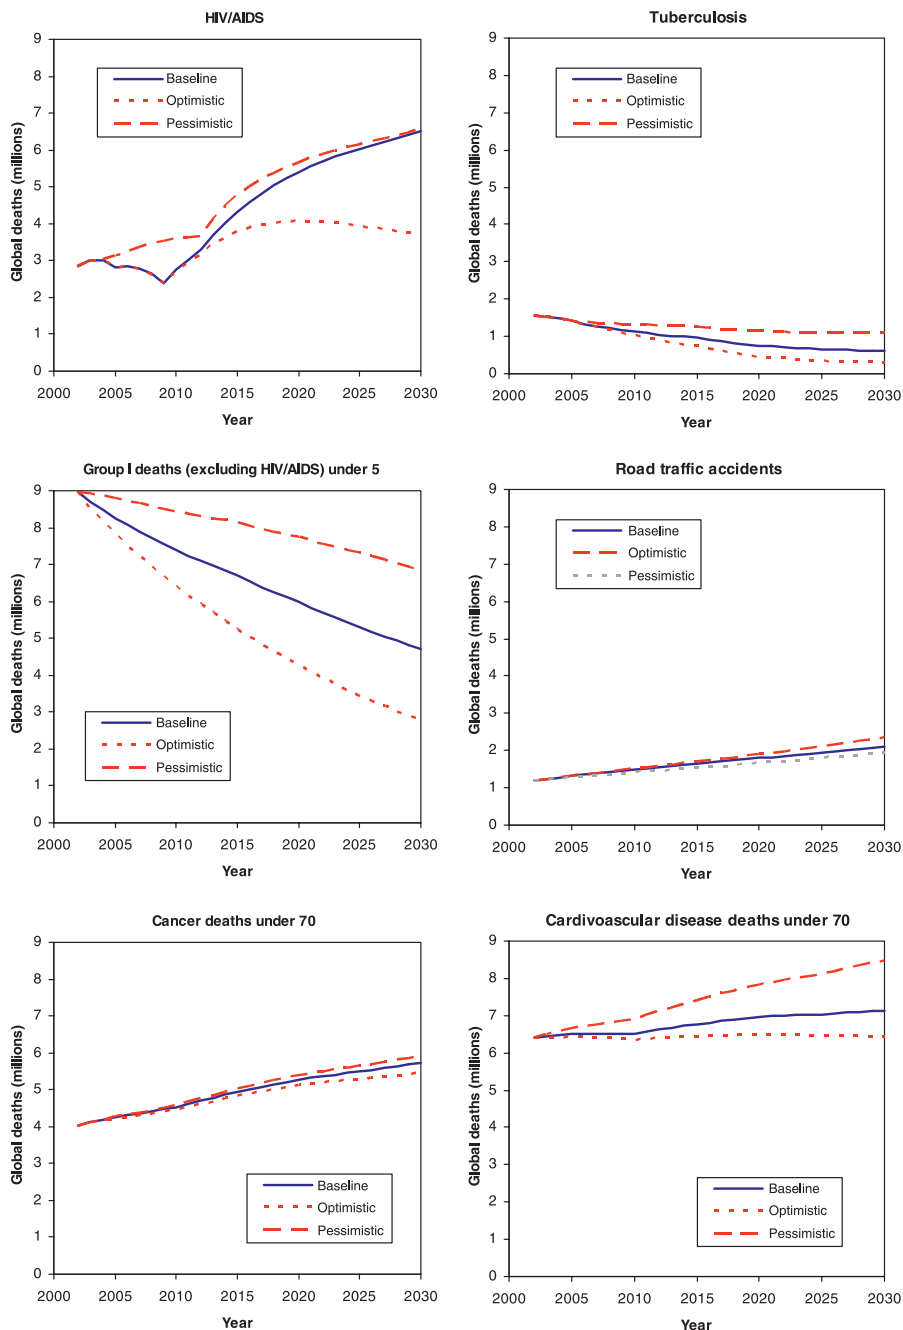 HIV/AIDS
9
8
7
6
5
4
3
2
1
0
Global deaths (millions)
Baseline
Optimistic
Pessimistic
2000 2005 2010 2015 2020 2025 2030
Year
Tuberculosis
9
8
7
6
5
4
3
2
1
0
Global deaths (millions)
Baseline
Optimistic
Pessimistic
2000 2005 2010 2015 2020 2025 2030
Year
Group I deaths (excluding HIV/AIDS) under 5
9
8
7
6
5
4
3
2
1
0
Global deaths (millions)
Baseline
Optimistic
Pessimistic
2000 2005 2010 2015 2020 2025 2030
Year
Road traffic accidents
9
8
7
6
5
4
3
2
1
0
Global deaths (millions)
Baseline
Optimistic
Pessimistic
2000 2005 2010 2015 2020 2025 2030
Year
Cancer deaths under 70
9
8
7
6
5
4
3
2
1
0
Global deaths (millions)
Baseline
Optimistic
Pessimistic
2000 2005 2010 2015 2020 2025 2030
Year
Cardivoascular disease deaths under 70
9
8
7
6
5
4
3
2
1
0
Global deaths (millions)
Baseline
Optimistic
Pessimistic
2000 2005 2010 2015 2020 2025 2030
Year